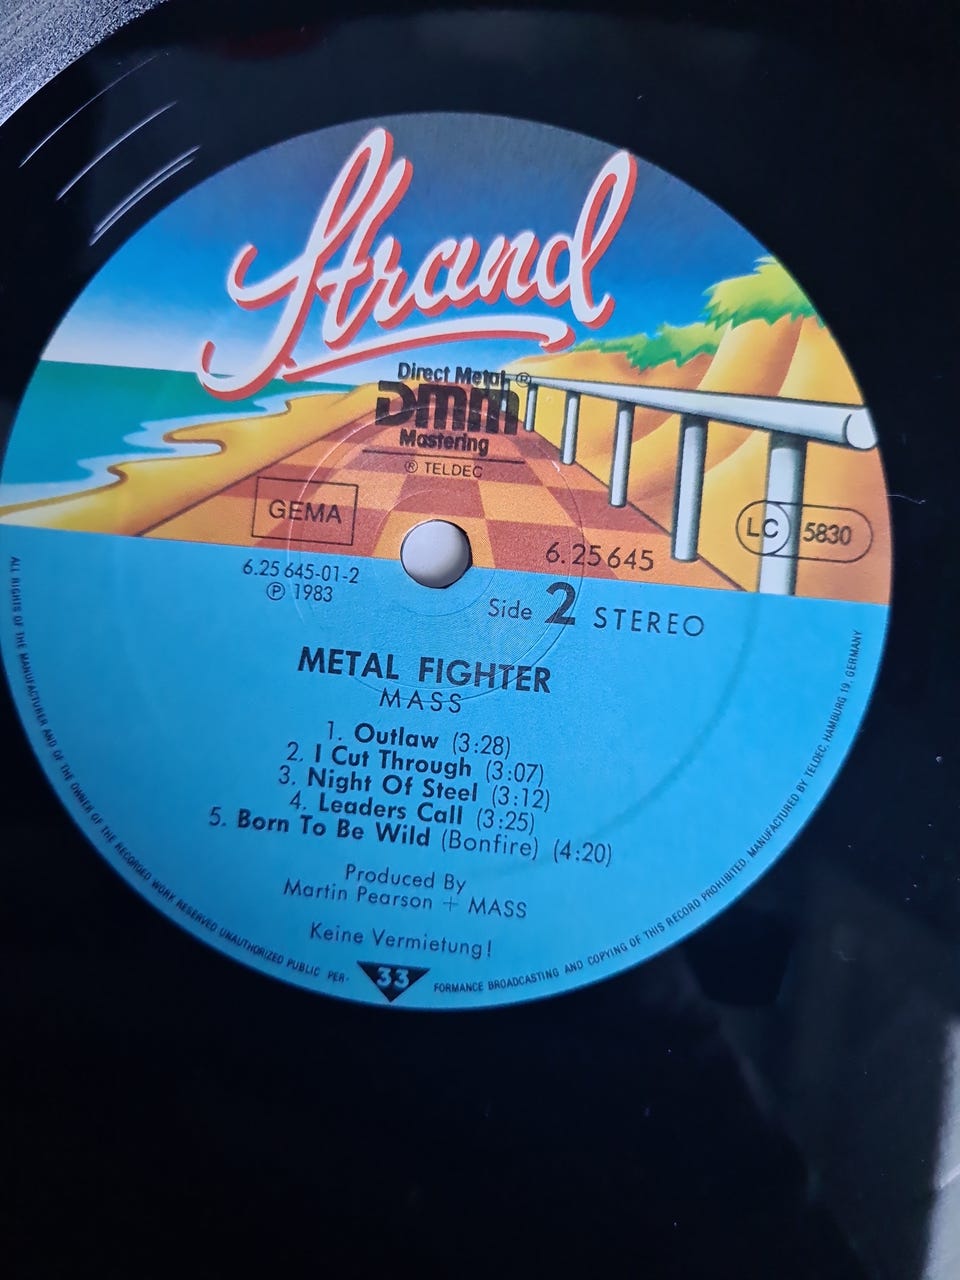 Strand
Direct Metal ®
DMM
Mastering
℗ TELDEC
GEMA
LC 5830
6.25645
6.25 645-01-2
℗ 1983
Side 2 STEREO
METAL FIGHTER
MASS
1. Outlaw (3:28)
2. I Cut Through (3:07)
3. Night Of Steel (3:12)
4. Leaders Call (3:25)
5. Born To Be Wild (Bonfire) (4:20)
Produced By
Martin Pearson + MASS
Keine Vermietung!
33
ALL RIGHTS OF THE MANUFACTURER AND OF THE OWNER OF THE RECORDED WORK RESERVED UNAUTHORIZED PUBLIC PER-
FORMANCE BROADCASTING AND COPYING OF THIS RECORD PROHIBITED. MANUFACTURED BY TELDEC, HAMBURG 19, GERMANY